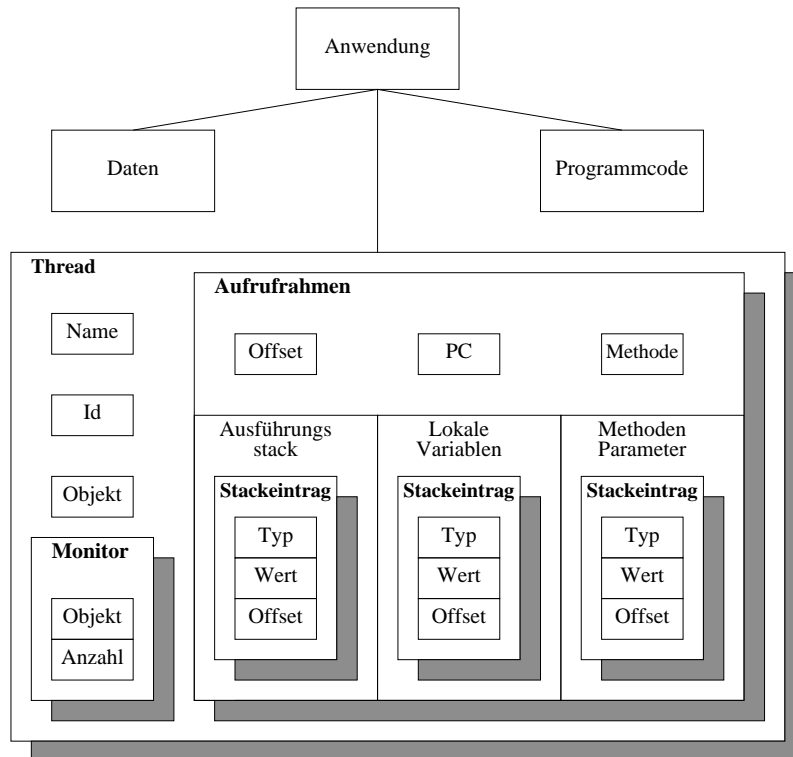 Anwendung
Daten
Programmcode
Thread
Name
Id
Objekt
Monitor
Objekt
Anzahl
Aufrufrahmen
Offset
PC
Methode
Ausführungs
stack
Stackeintrag
Typ
Wert
Offset
Lokale
Variablen
Stackeintrag
Typ
Wert
Offset
Methoden
Parameter
Stackeintrag
Typ
Wert
Offset